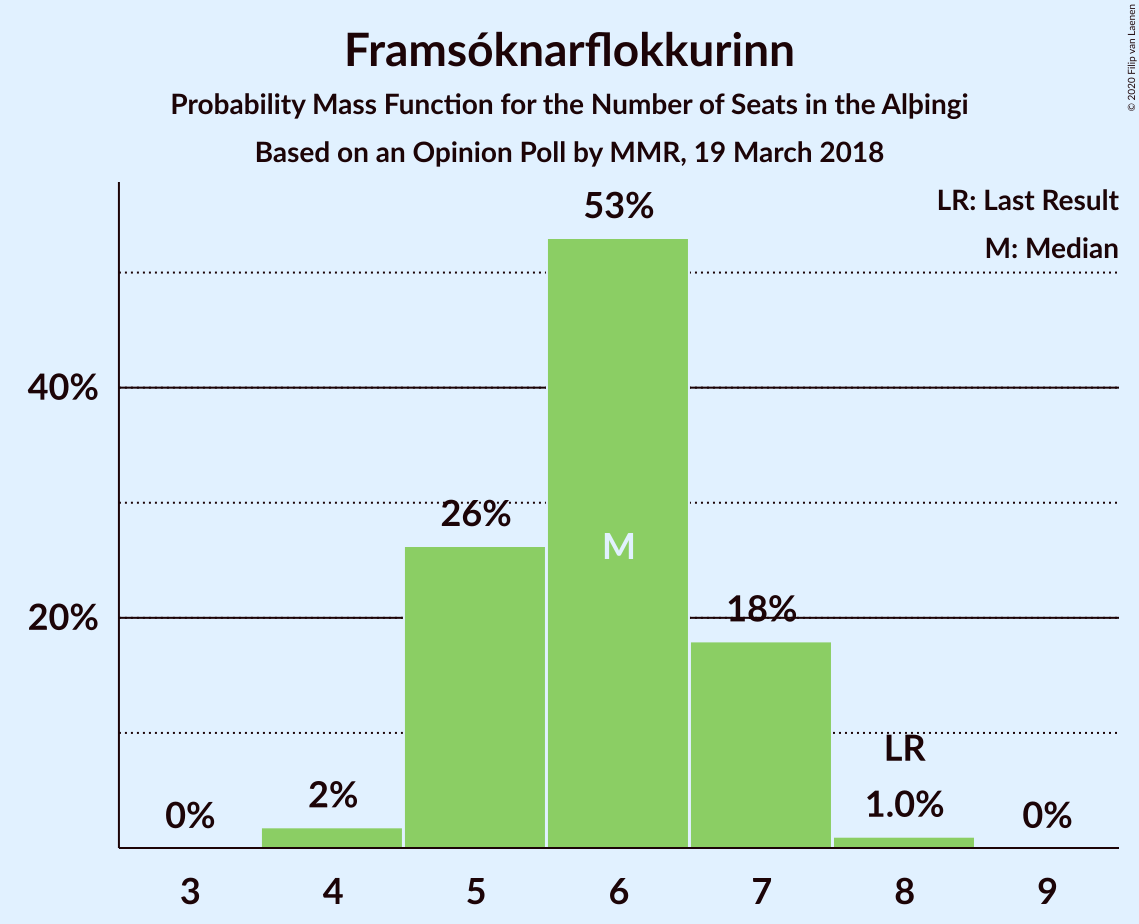 Framsóknarflokkurinn
Probability Mass Function for the Number of Seats in the Alþingi
Based on an Opinion Poll by MMR, 19 March 2018
© 2020 Filip van Laenen
LR: Last Result
M: Median
53%
40%
26%
M
20%
18%
LR
2%
1.0%
0%
0%
3 4 5 6 7 8 9